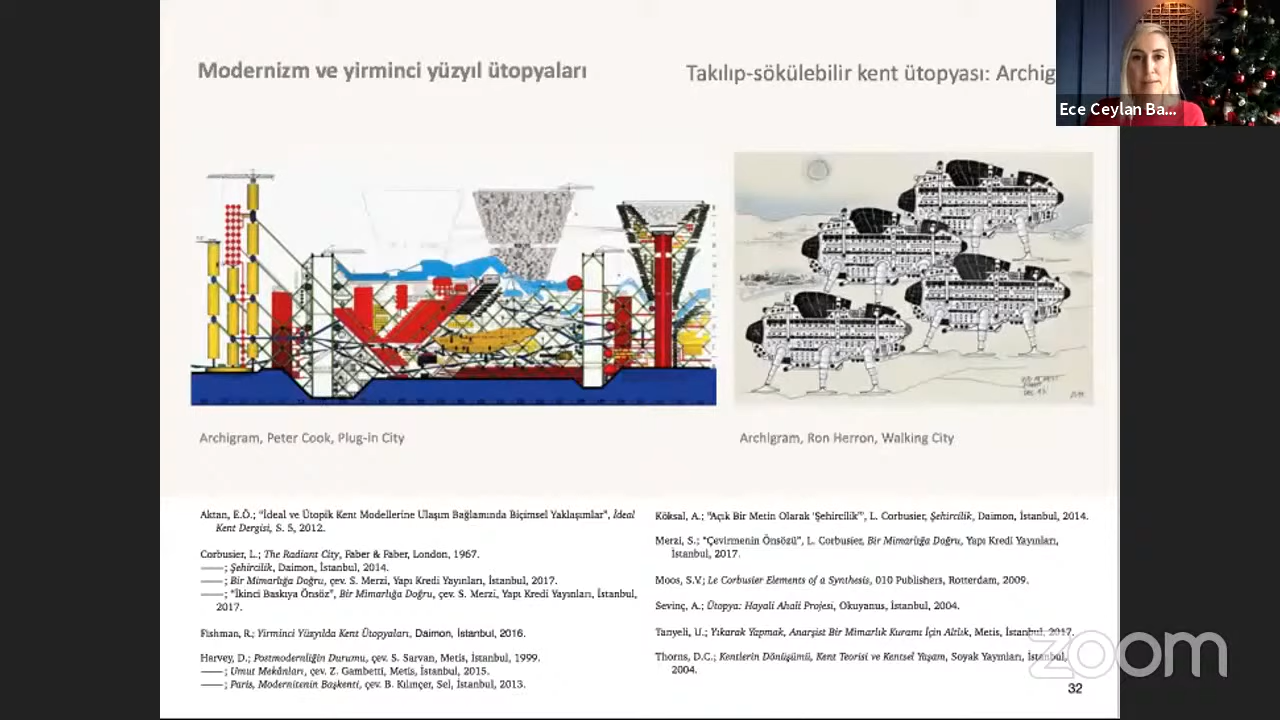 Modernizm ve yirminci yüzyıl ütopyaları
Takılıp-sökülebilir kent ütopyası: Archig
Ece Ceylan Ba...
Archigram, Peter Cook, Plug-in City
Archigram, Ron Herron, Walking City
Aktan, E.Ö.; "İdeal ve Ütopik Kent Modellerine Ulaşım Bağlamında Biçimsel Yaklaşımlar", İdeal
Kent Dergisi, S. 5, 2012.
Corbusier, L.; The Radiant City, Faber & Faber, London, 1967.
——; Şehircilik, Daimon, İstanbul, 2014.
——; Bir Mimarlığa Doğru, çev. S. Merzi, Yapı Kredi Yayınları, İstanbul, 2017.
——; "İkinci Baskıya Önsöz", Bir Mimarlığa Doğru, çev. S. Merzi, Yapı Kredi Yayınları, İstanbul,
2017.
Fishman, R.; Yirminci Yüzyılda Kent Ütopyaları, Daimon, İstanbul, 2016.
Harvey, D.; Postmodernliğin Durumu, çev. S. Sarvan, Metis, İstanbul, 1999.
——; Umut Mekânları, çev. Z. Gambetti, Metis, İstanbul, 2015.
——; Paris, Modernitenin Başkenti, çev. B. Kılınçer, Sel, İstanbul, 2013.
Köksal, A.; "Açık Bir Metin Olarak 'Şehircilik'", L. Corbusier, Şehircilik, Daimon, İstanbul, 2014.
Merzi, S.; "Çevirmenin Önsözü", L. Corbusier, Bir Mimarlığa Doğru, Yapı Kredi Yayınları,
İstanbul, 2017.
Moos, S.V.; Le Corbusier Elements of a Synthesis, 010 Publishers, Rotterdam, 2009.
Sevinç, A.; Ütopya: Hayali Ahali Projesi, Okuyanus, İstanbul, 2004.
Tanyeli, U.; Yıkarak Yapmak, Anarşist Bir Mimarlık Kuramı İçin Altlık, Metis, İstanbul, 2017.
Thorns, D.C.; Kentlerin Dönüşümü, Kent Teorisi ve Kentsel Yaşam, Soyak Yayınları, İstanbul,
2004.
zoom
32